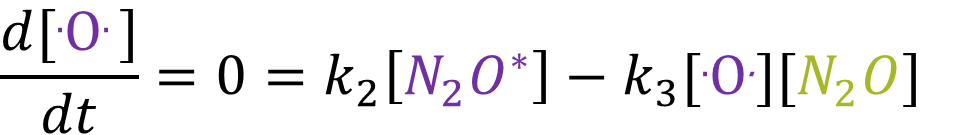 d[·O·]/dt = 0 = k₂[N₂O*] − k₃[·O·][N₂O]